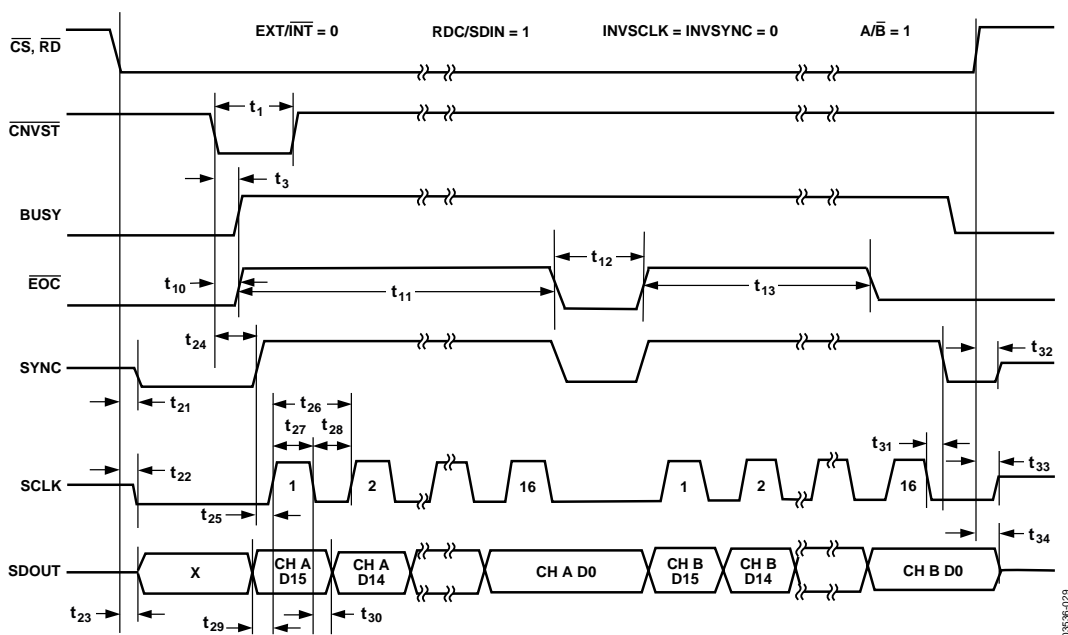 EXT/INT = 0 RDC/SDIN = 1 INVSCLK = INVSYNC = 0 A/B = 1
CS, RD
t1
CNVST
t3
BUSY
t12
EOC
t10
t11
t13
t24
SYNC
t32
t21
t26
t27 t28
t31
t22
t33
SCLK
1 2 16 1 2 16
t25
t34
SDOUT
X
CH A D15
CH A D14
CH A D0
CH B D15
CH B D14
CH B D0
t23
t29
t30
03536-029